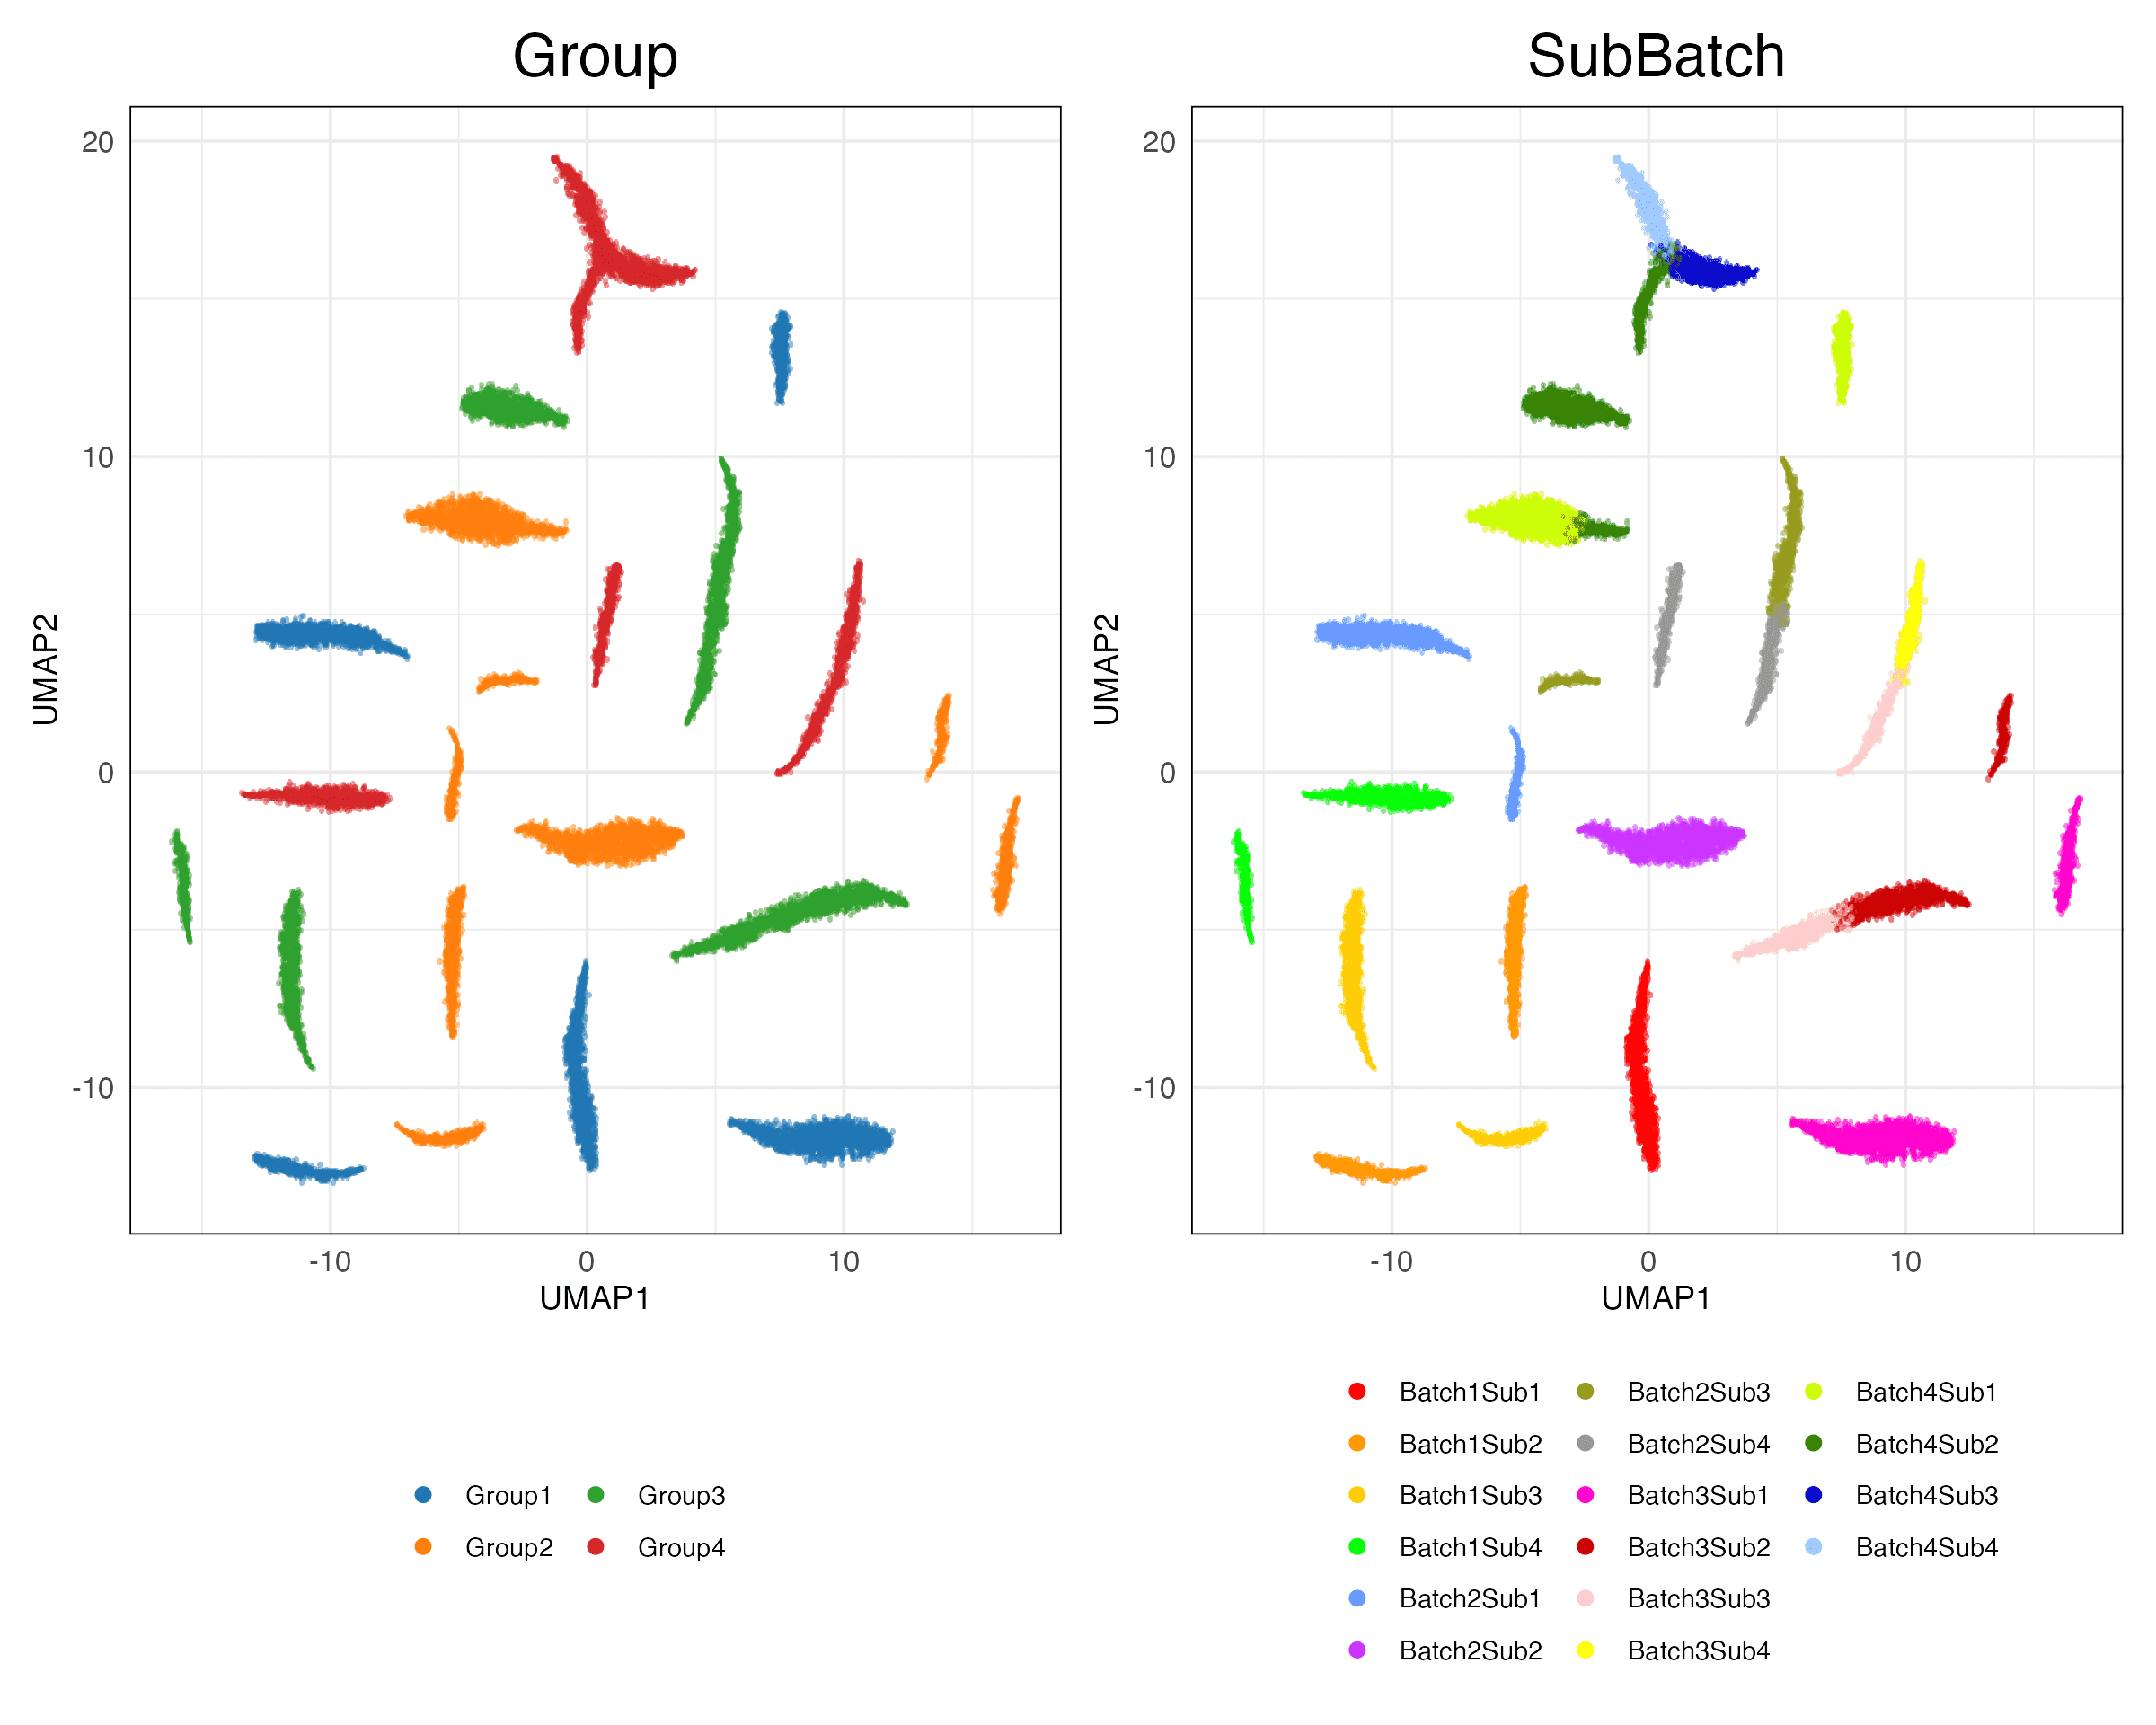 Group
SubBatch
20
10
0
-10
UMAP2
-10 0 10
UMAP1
20
10
0
-10
UMAP2
-10 0 10
UMAP1
Group1 Group3
Group2 Group4
Batch1Sub1 Batch2Sub3 Batch4Sub1
Batch1Sub2 Batch2Sub4 Batch4Sub2
Batch1Sub3 Batch3Sub1 Batch4Sub3
Batch1Sub4 Batch3Sub2 Batch4Sub4
Batch2Sub1 Batch3Sub3
Batch2Sub2 Batch3Sub4